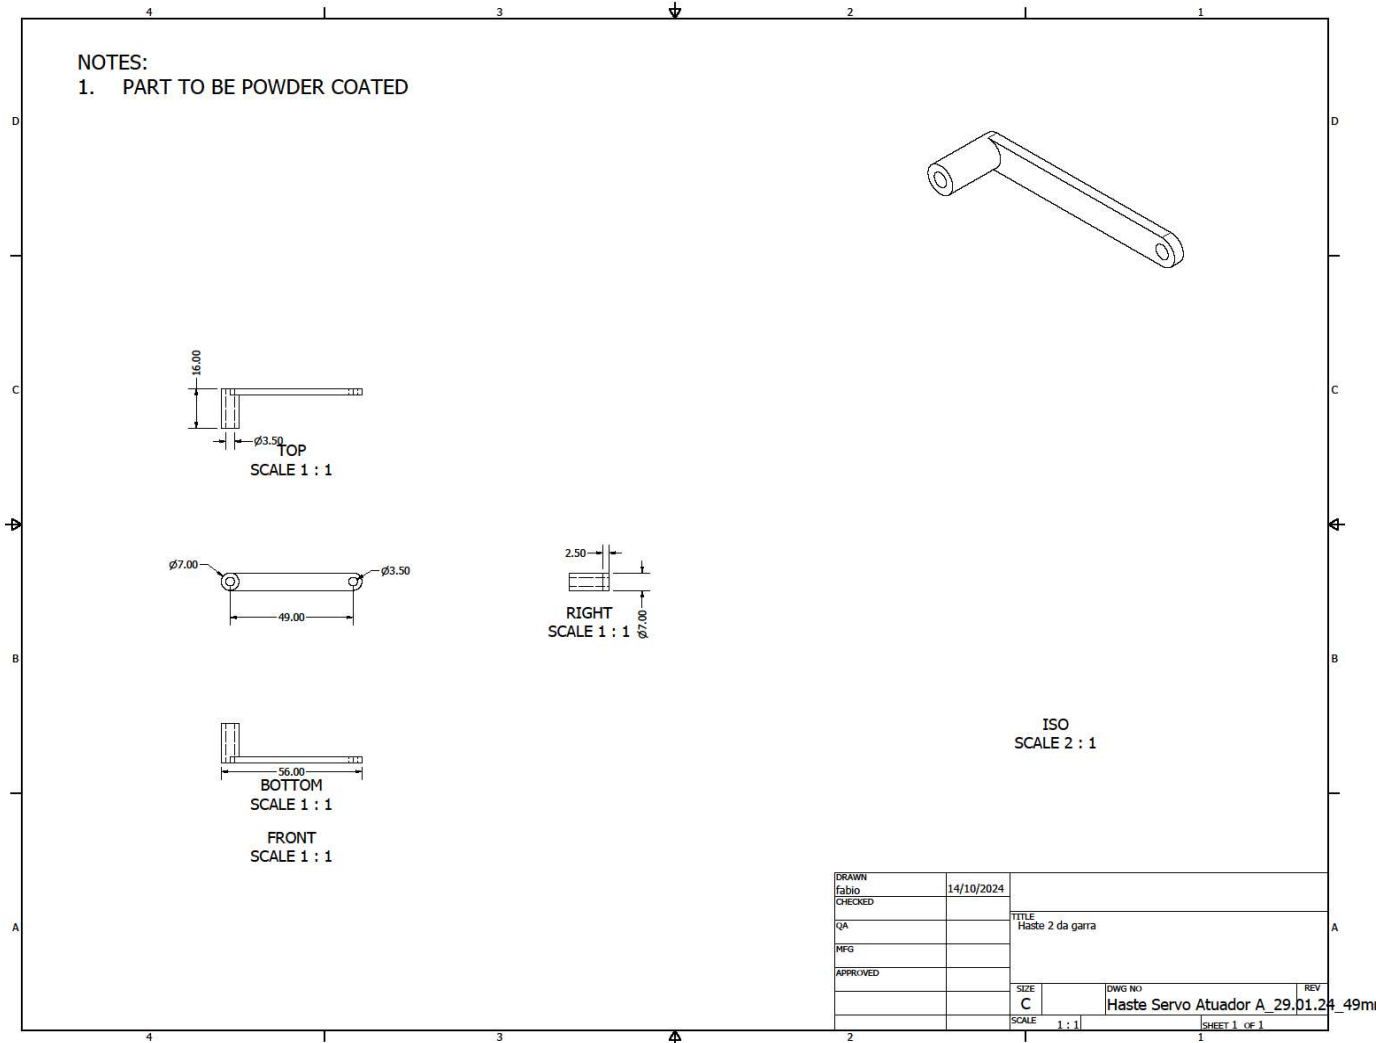 4 3 2 1
NOTES:
1. PART TO BE POWDER COATED
D D
16.00
C C
Ø3.50
TOP
SCALE 1 : 1
2.50
Ø7.00
Ø3.50
49.00
RIGHT
SCALE 1 : 1
Ø7.00
B B
ISO
SCALE 2 : 1
56.00
BOTTOM
SCALE 1 : 1
FRONT
SCALE 1 : 1
DRAWN
fabio 14/10/2024
CHECKED
QA
MFG
APPROVED
TITLE
Haste 2 da garra
A A
SIZE DWG NO REV
C Haste Servo Atuador A_29.01.24_49m
SCALE 1 : 1 SHEET 1 OF 1
4 3 2 1